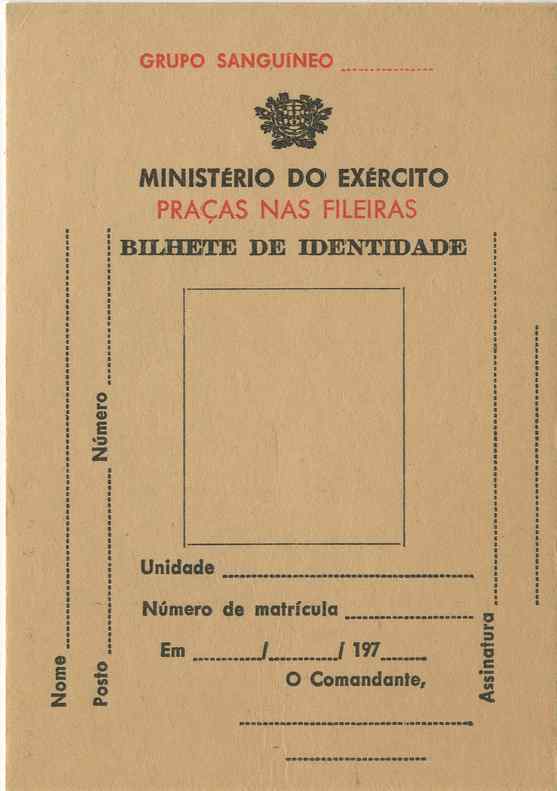 GRUPO SANGUÍNEO
MINISTÉRIO DO EXÉRCITO
PRAÇAS NAS FILEIRAS
BILHETE DE IDENTIDADE
Nome
Posto Número
Unidade
Número de matrícula
Em / / 197
O Comandante,
Assinatura